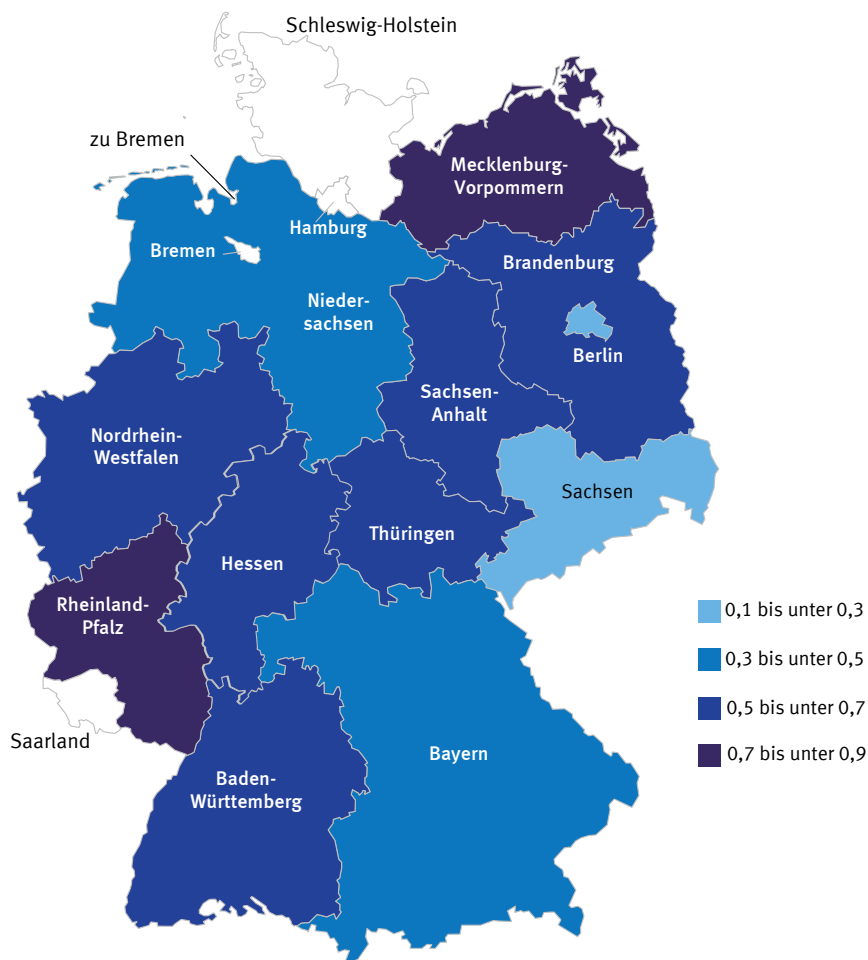 Schleswig-Holstein
zu Bremen
Mecklenburg-
Vorpommern
Hamburg
Bremen
Brandenburg
Nieder-
sachsen
Berlin
Sachsen-
Anhalt
Nordrhein-
Westfalen
Sachsen
Thüringen
Hessen
Rheinland-
Pfalz
0,1 bis unter 0,3
0,3 bis unter 0,5
0,5 bis unter 0,7
0,7 bis unter 0,9
Saarland
Bayern
Baden-
Württemberg